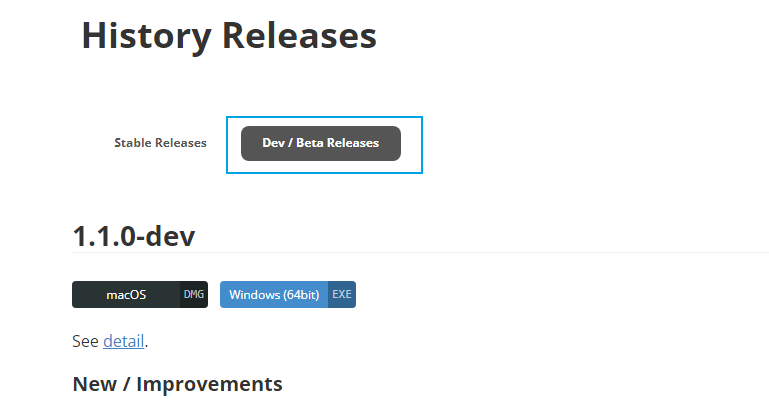 History Releases
Stable Releases Dev / Beta Releases
1.1.0-dev
macOS DMG Windows (64bit) EXE
See detail.
New / Improvements